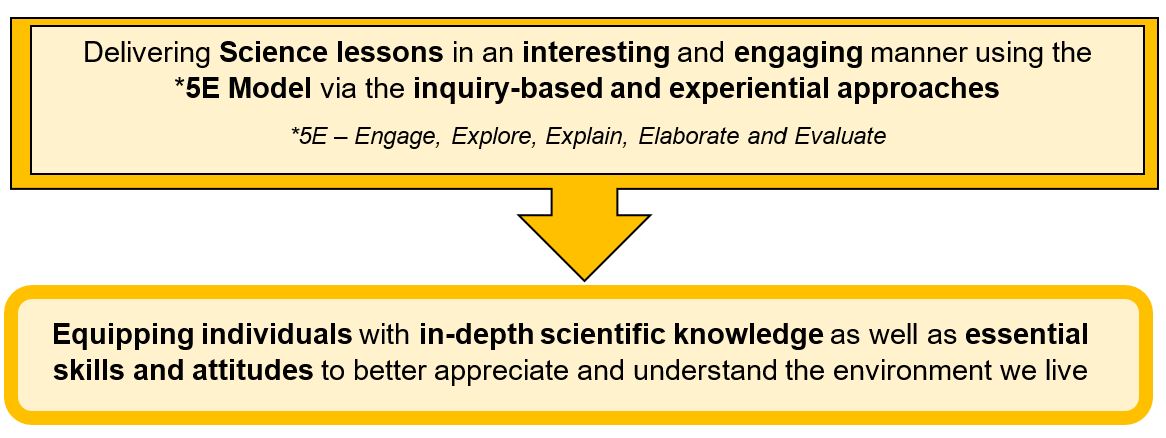 Delivering Science lessons in an interesting and engaging manner using the
*5E Model via the inquiry-based and experiential approaches
*5E – Engage, Explore, Explain, Elaborate and Evaluate
Equipping individuals with in-depth scientific knowledge as well as essential
skills and attitudes to better appreciate and understand the environment we live